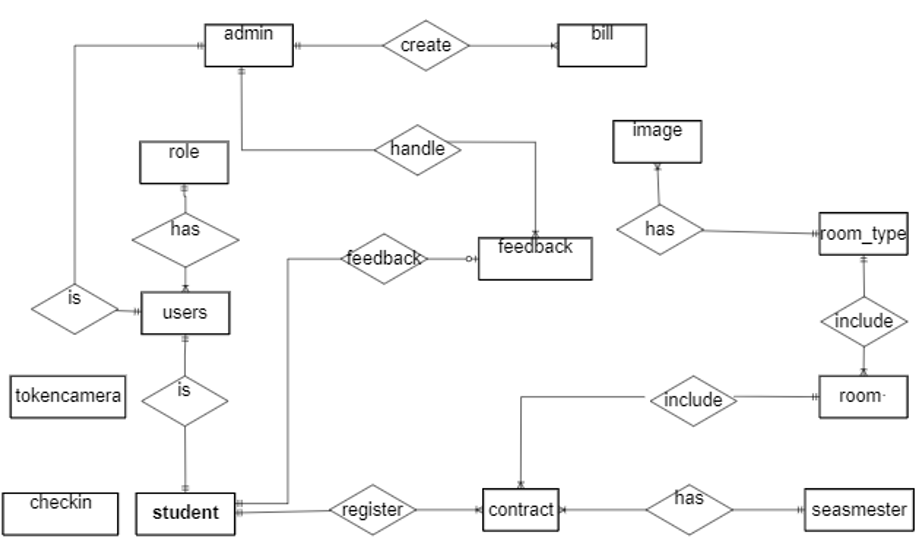 admin
create
bill
role
handle
image
has
has
room_type
feedback
feedback
is
users
include
tokencamera
is
include
room
checkin
student
register
contract
has
seasmester